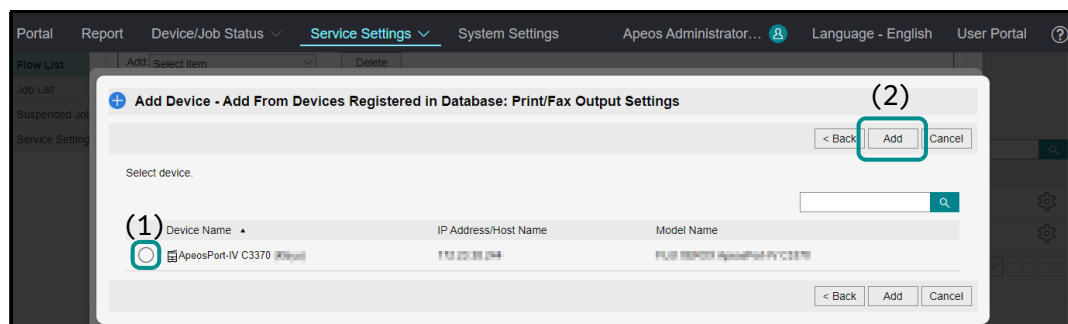 Portal Report Device/Job Status Service Settings System Settings Apeos Administrator... Language - English User Portal ?
Flow List Add: Select item Delete
Job List
Suspended Job
Service Setting
Add Device - Add From Devices Registered in Database: Print/Fax Output Settings
(2)
< Back Add Cancel
Select device.
(1)
Device Name IP Address/Host Name Model Name
ApeosPort-IV C3370
< Back Add Cancel